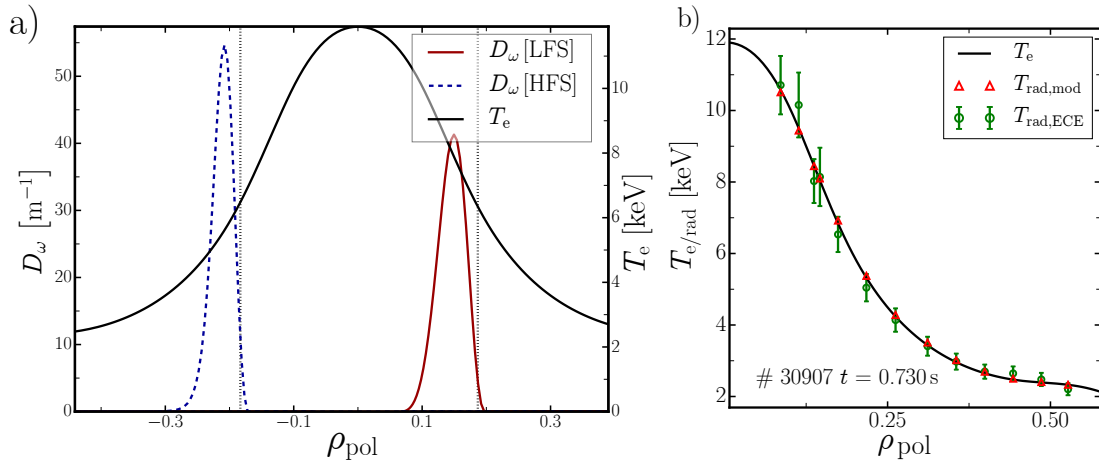 a)
D_ω [LFS]
D_ω [HFS]
T_e
D_ω [m⁻¹]
0
10
20
30
40
50
−0.3
−0.1
0.1
0.3
ρ_pol
T_e [keV]
0
2
4
6
8
10
b)
T_e
T_rad,mod
T_rad,ECE
T_e/rad [keV]
2
4
6
8
10
12
# 30907 t = 0.730 s
0.25
0.50
ρ_pol